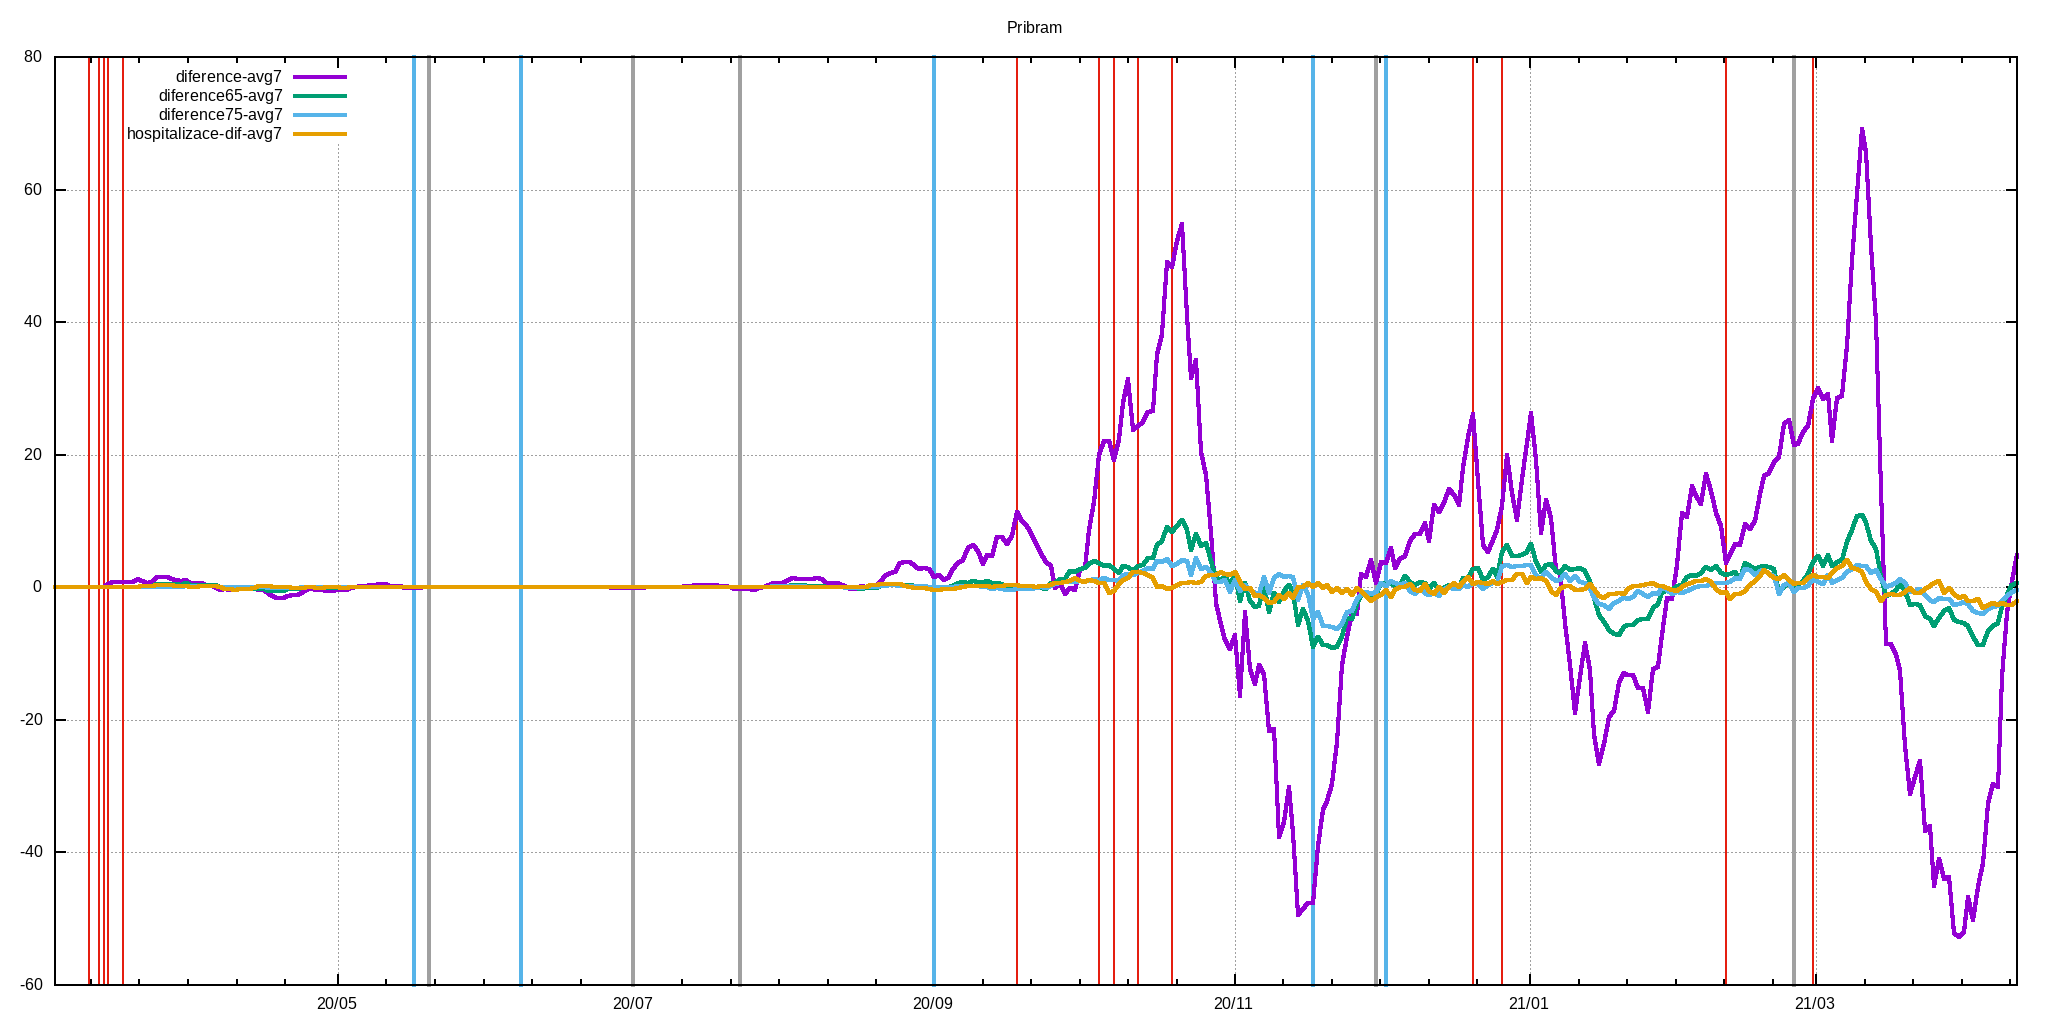 Pribram
80
60
40
20
0
-20
-40
-60
diference-avg7
diference65-avg7
diference75-avg7
hospitalizace-dif-avg7
20/05 20/07 20/09 20/11 21/01 21/03